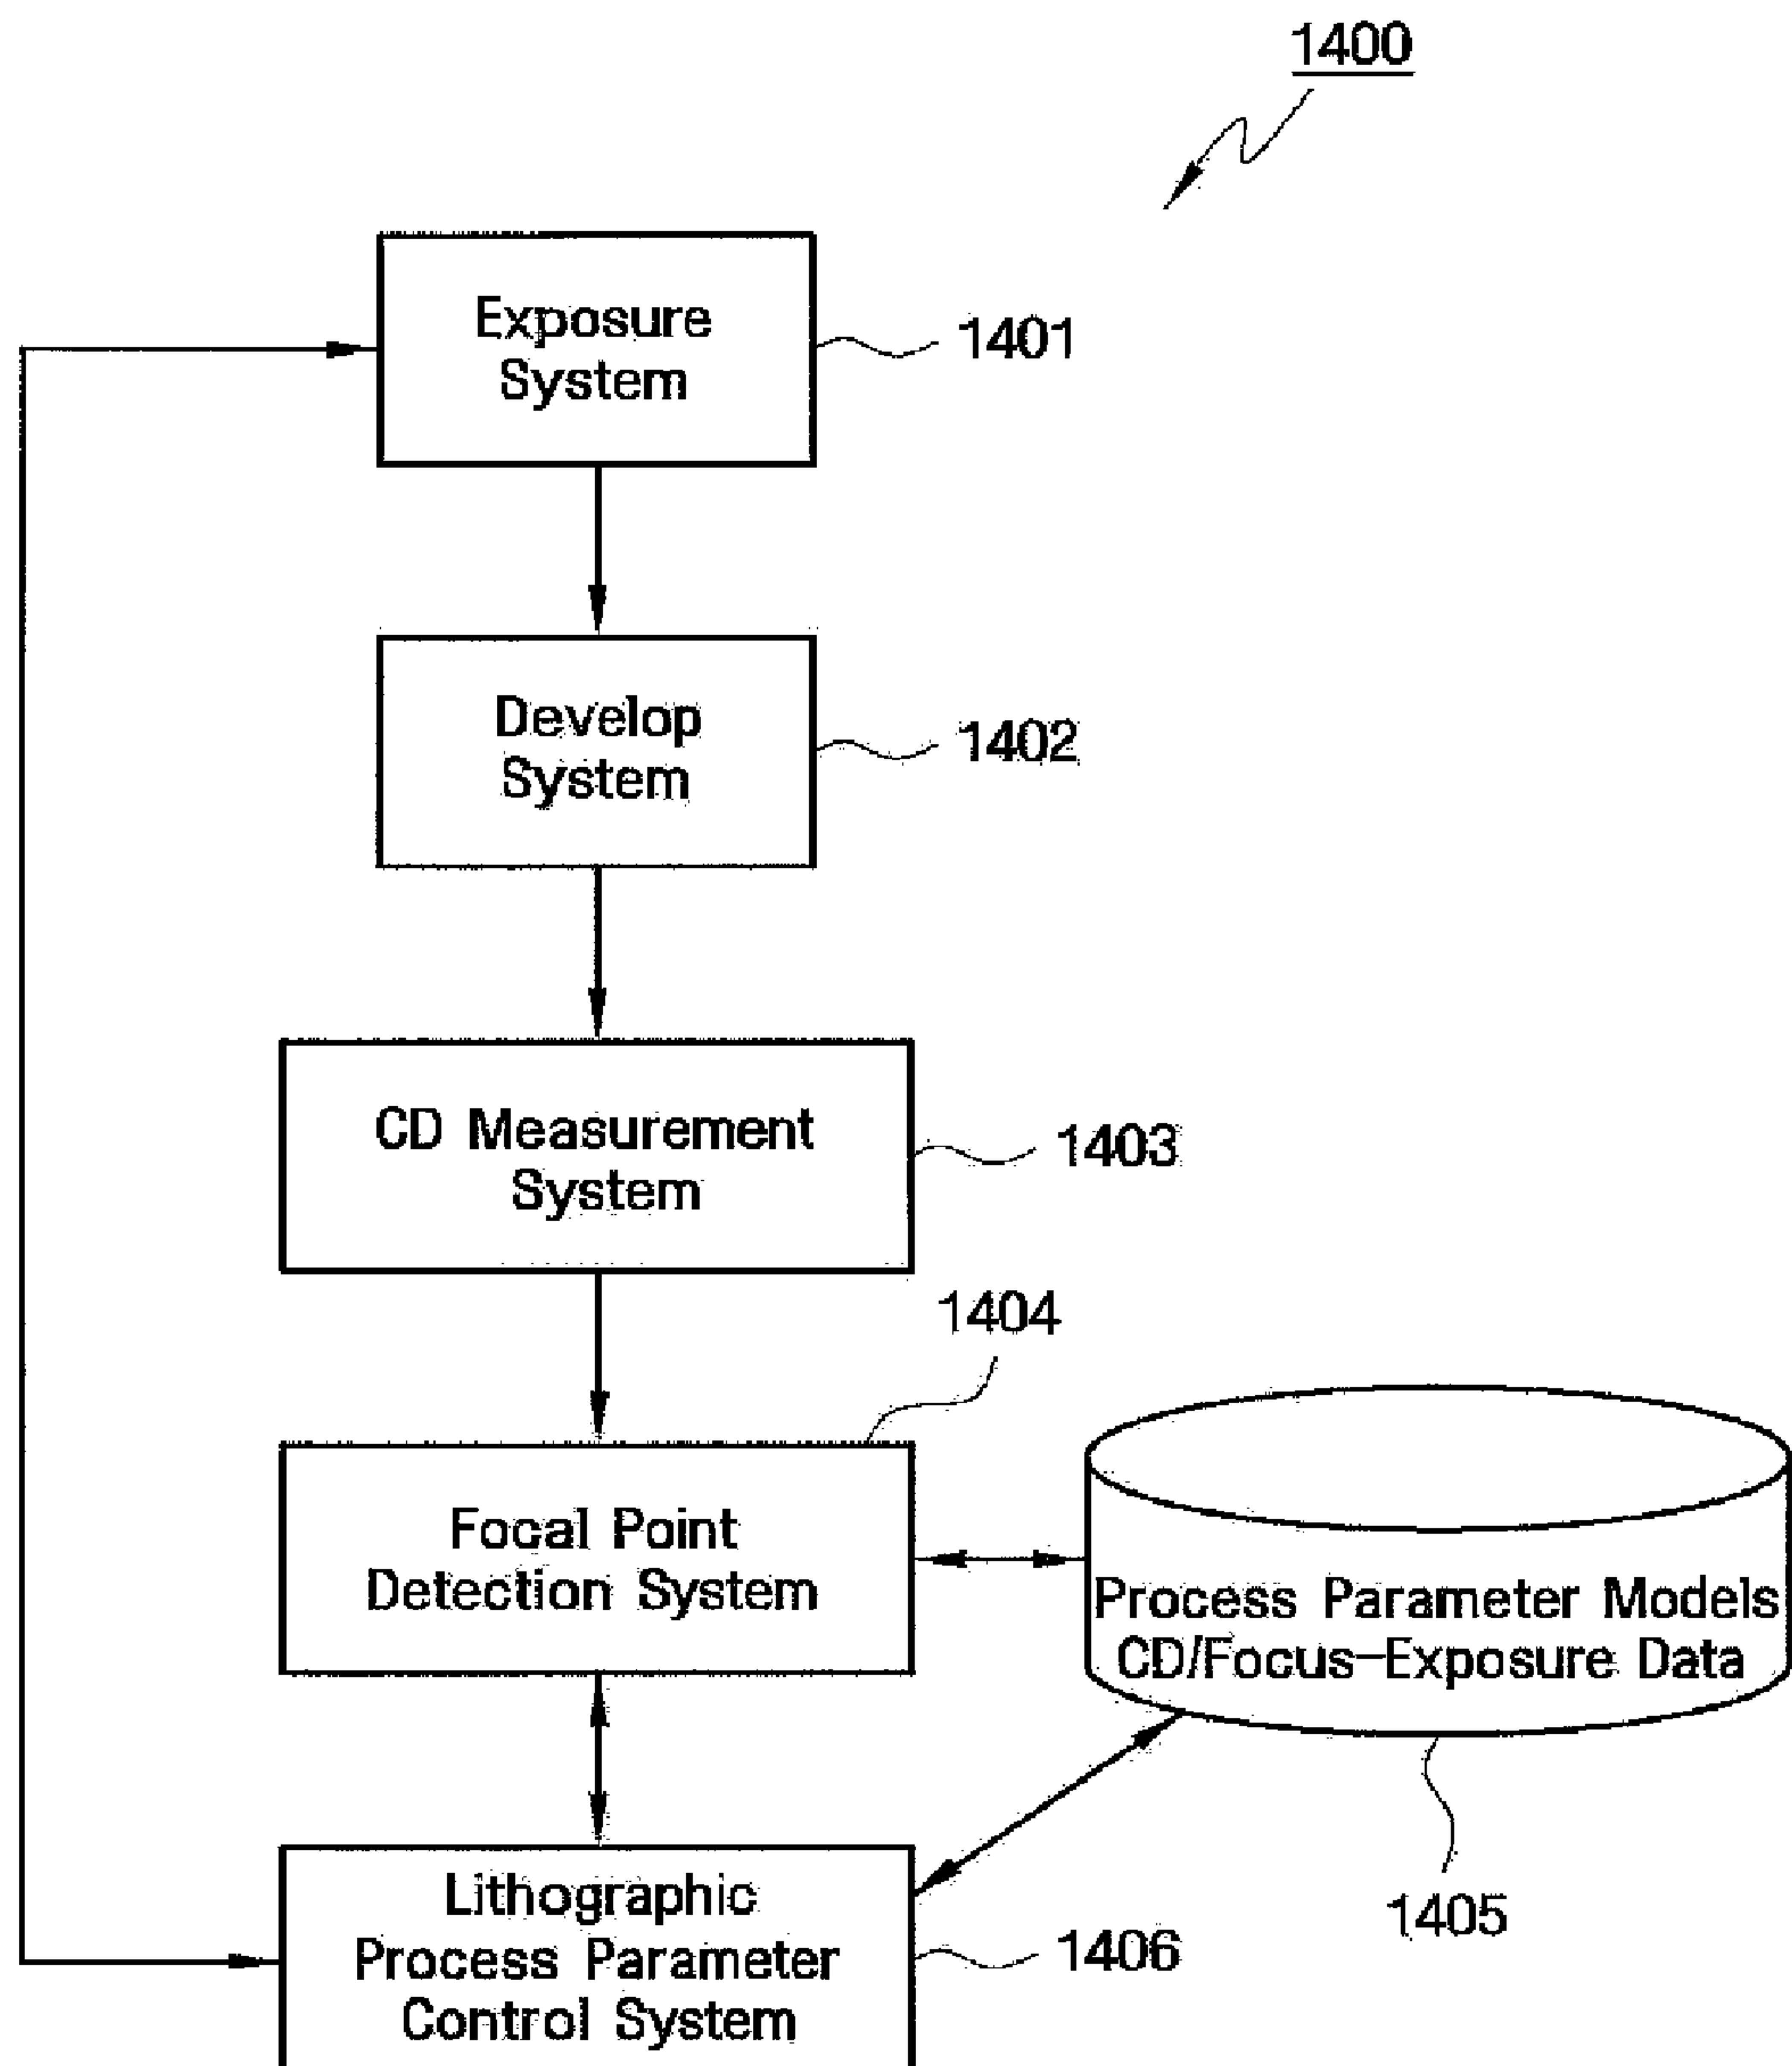 1400
Exposure
System
1401
Develop
System
1402
CD Measurement
System
1403
1404
Focal Point
Detection System
Process Parameter Models
CD/Focus-Exposure Data
1405
Lithographic
Process Parameter
Control System
1406